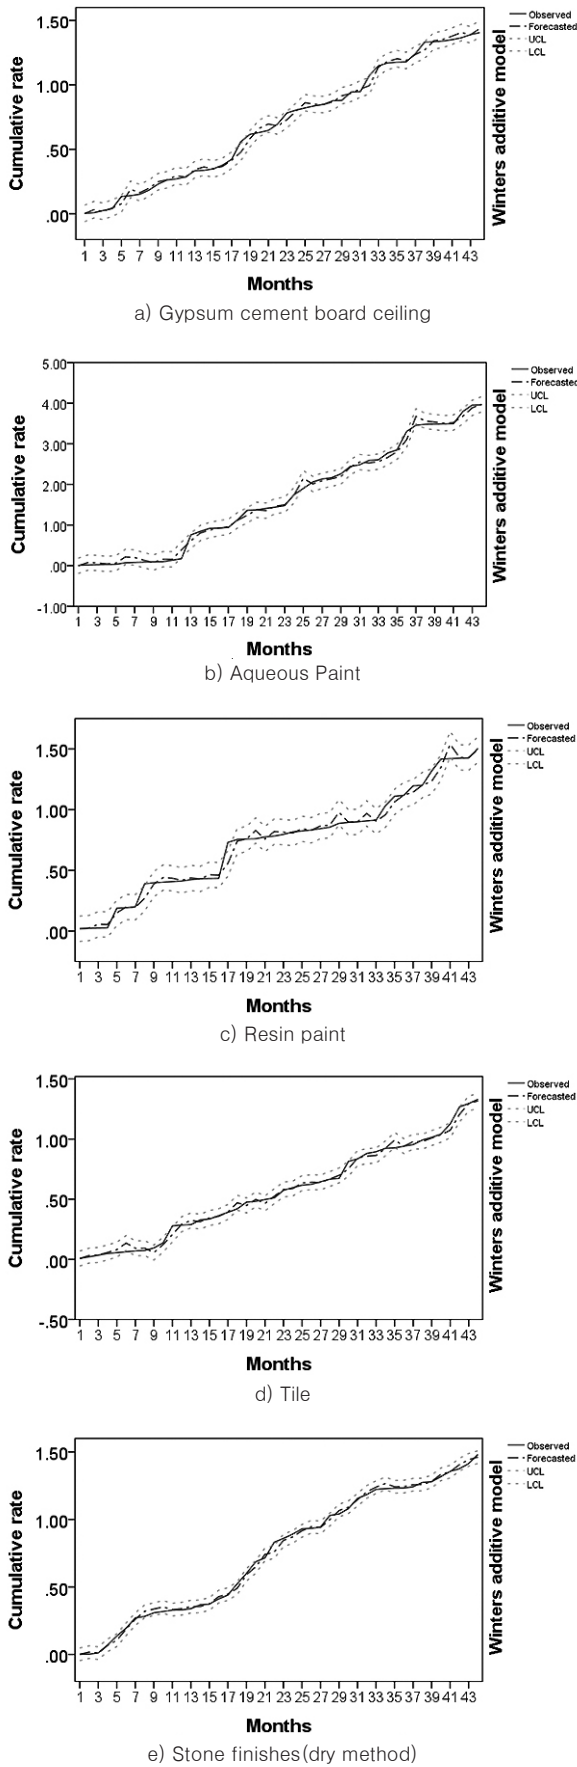 1.50
1.00
.50
.00
Cumulative rate
1 3 5 7 9 11 13 15 17 19 21 23 25 27 29 31 33 35 37 39 41 43
Months
Winters additive model
Observed
Forecasted
UCL
LCL
a) Gypsum cement board ceiling
5.00
4.00
3.00
2.00
1.00
.00
-1.00
Cumulative rate
1 3 5 7 9 11 13 15 17 19 21 23 25 27 29 31 33 35 37 39 41 43
Months
Winters additive model
Observed
Forecasted
UCL
LCL
b) Aqueous Paint
1.50
1.00
.50
.00
Cumulative rate
1 3 5 7 9 11 13 15 17 19 21 23 25 27 29 31 33 35 37 39 41 43
Months
Winters additive model
Observed
Forecasted
UCL
LCL
c) Resin paint
1.50
1.00
.50
.00
-.50
Cumulative rate
1 3 5 7 9 11 13 15 17 19 21 23 25 27 29 31 33 35 37 39 41 43
Months
Winters additive model
Observed
Forecasted
UCL
LCL
d) Tile
1.50
1.00
.50
.00
Cumulative rate
1 3 5 7 9 11 13 15 17 19 21 23 25 27 29 31 33 35 37 39 41 43
Months
Winters additive model
Observed
Forecasted
UCL
LCL
e) Stone finishes(dry method)